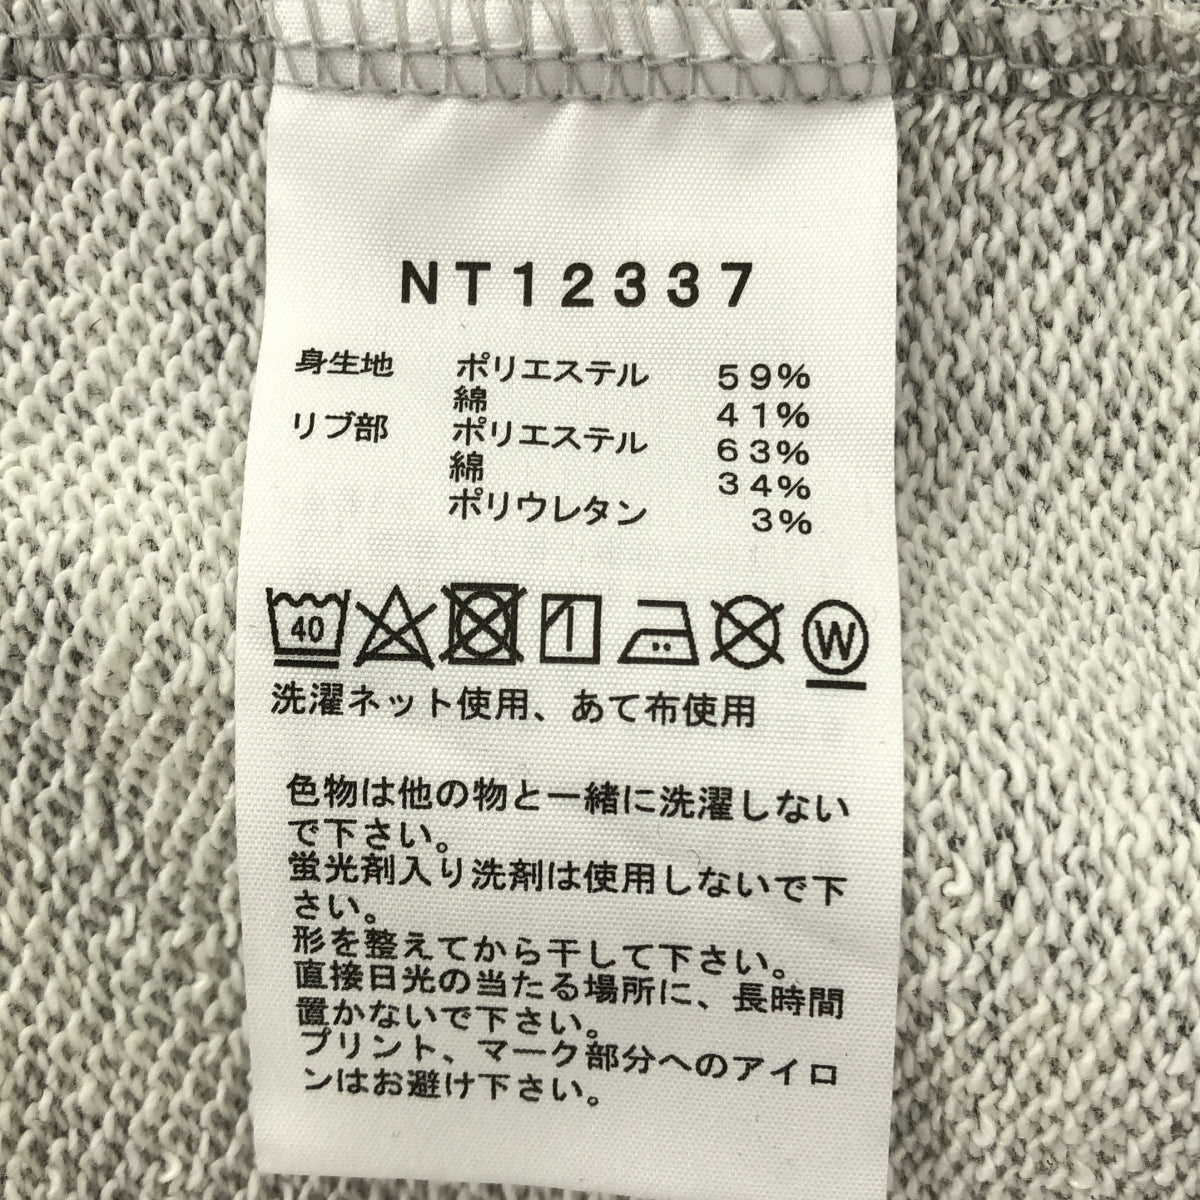 NT12337
身生地 ポリエステル 59%
綿 41%
リブ部 ポリエステル 63%
綿 34%
ポリウレタン 3%
40 W
洗濯ネット使用、あて布使用
色物は他の物と一緒に洗濯しない
で下さい。
蛍光剤入り洗剤は使用しないで下
さい。
形を整えてから干して下さい。
直接日光の当たる場所に、長時間
置かないで下さい。
プリント、マーク部分へのアイロ
ンはお避け下さい。